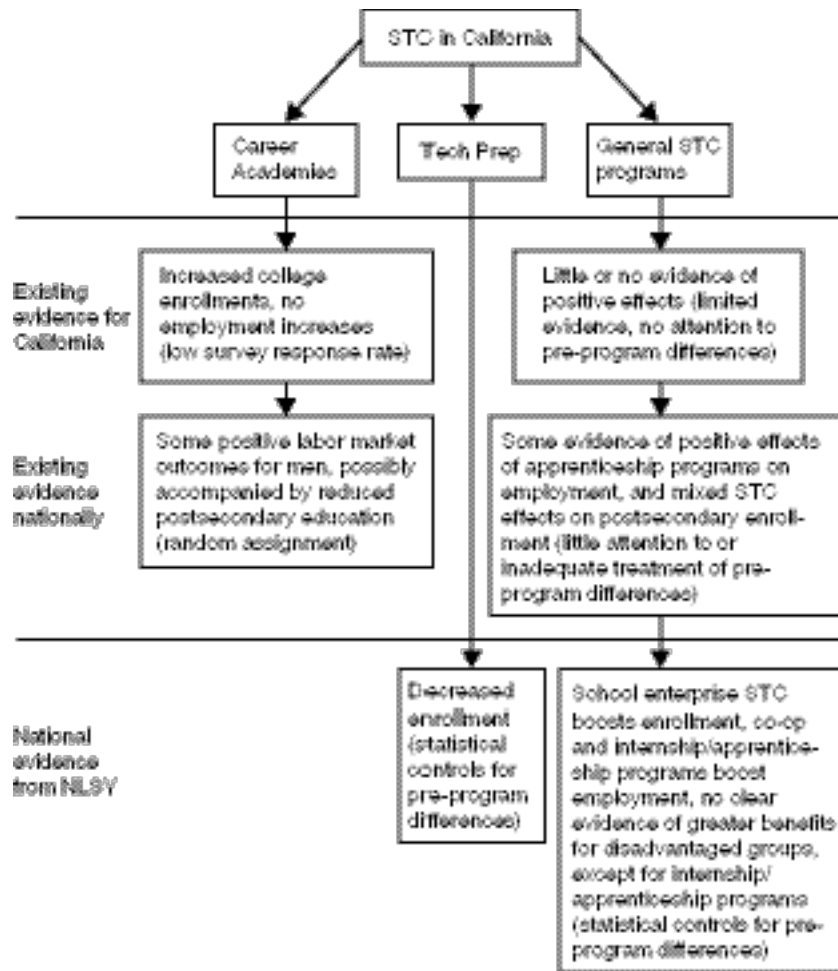 STC in California
Career
Academies
Tech Prep
General STC
programs
Existing
evidence for
California
Increased college
enrollments, no
employment increases
(low survey response rate)
Little or no evidence of
positive effects (limited
evidence, no attention to
pre-program differences)
Existing
evidence
nationally
Some positive labor market
outcomes for men, possibly
accompanied by reduced
postsecondary education
(random assignment)
Some evidence of positive effects
of apprenticeship programs on
employment, and mixed STC
effects on postsecondary enroll-
ment (little attention to or
inadequate treatment of pre-
program differences)
National
evidence
from NLSY
Decreased
enrollment
(statistical
controls for
pre-program
differences)
School enterprise STC
boosts enrollment, co-op
and internship/apprentice-
ship programs boost
employment, no clear
evidence of greater benefits
for disadvantaged groups,
except for internship/
apprenticeship programs
(statistical controls for pre-
program differences)